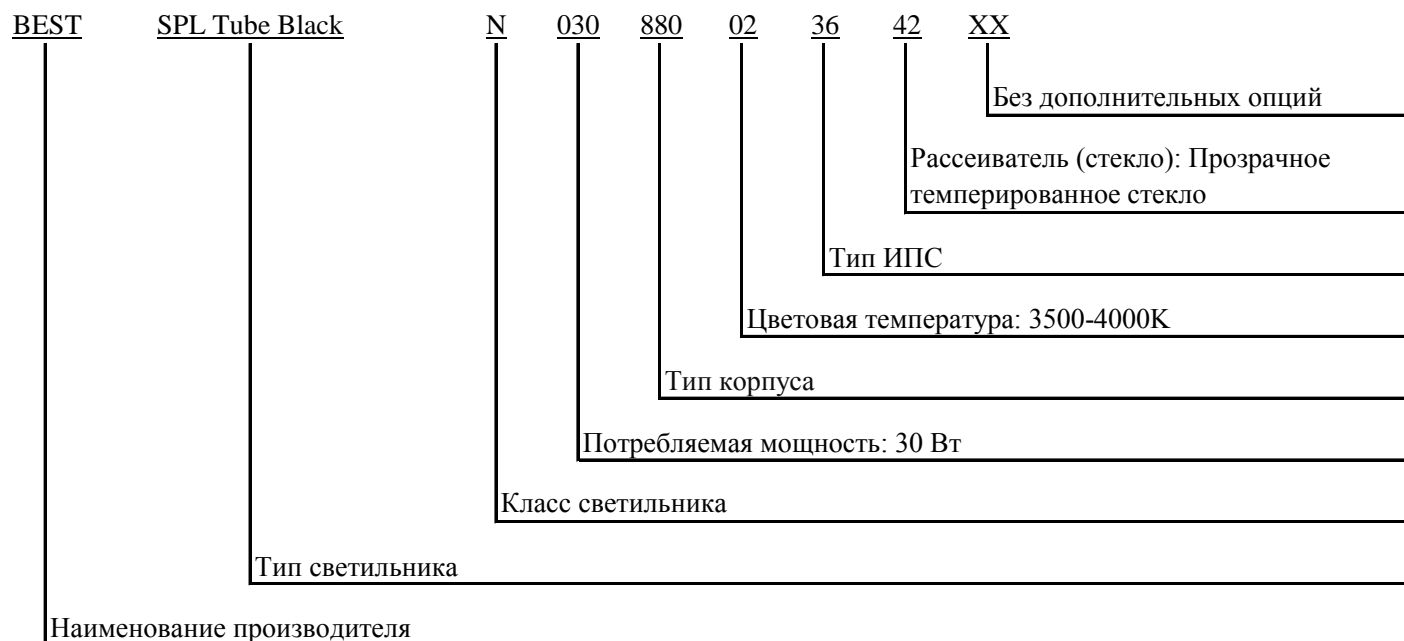 BEST SPL Tube Black N 030 880 02 36 42 XX
Без дополнительных опций
Рассеиватель (стекло): Прозрачное
темперированное стекло
Тип ИПС
Цветовая температура: 3500-4000К
Тип корпуса
Потребляемая мощность: 30 Вт
Класс светильника
Тип светильника
Наименование производителя